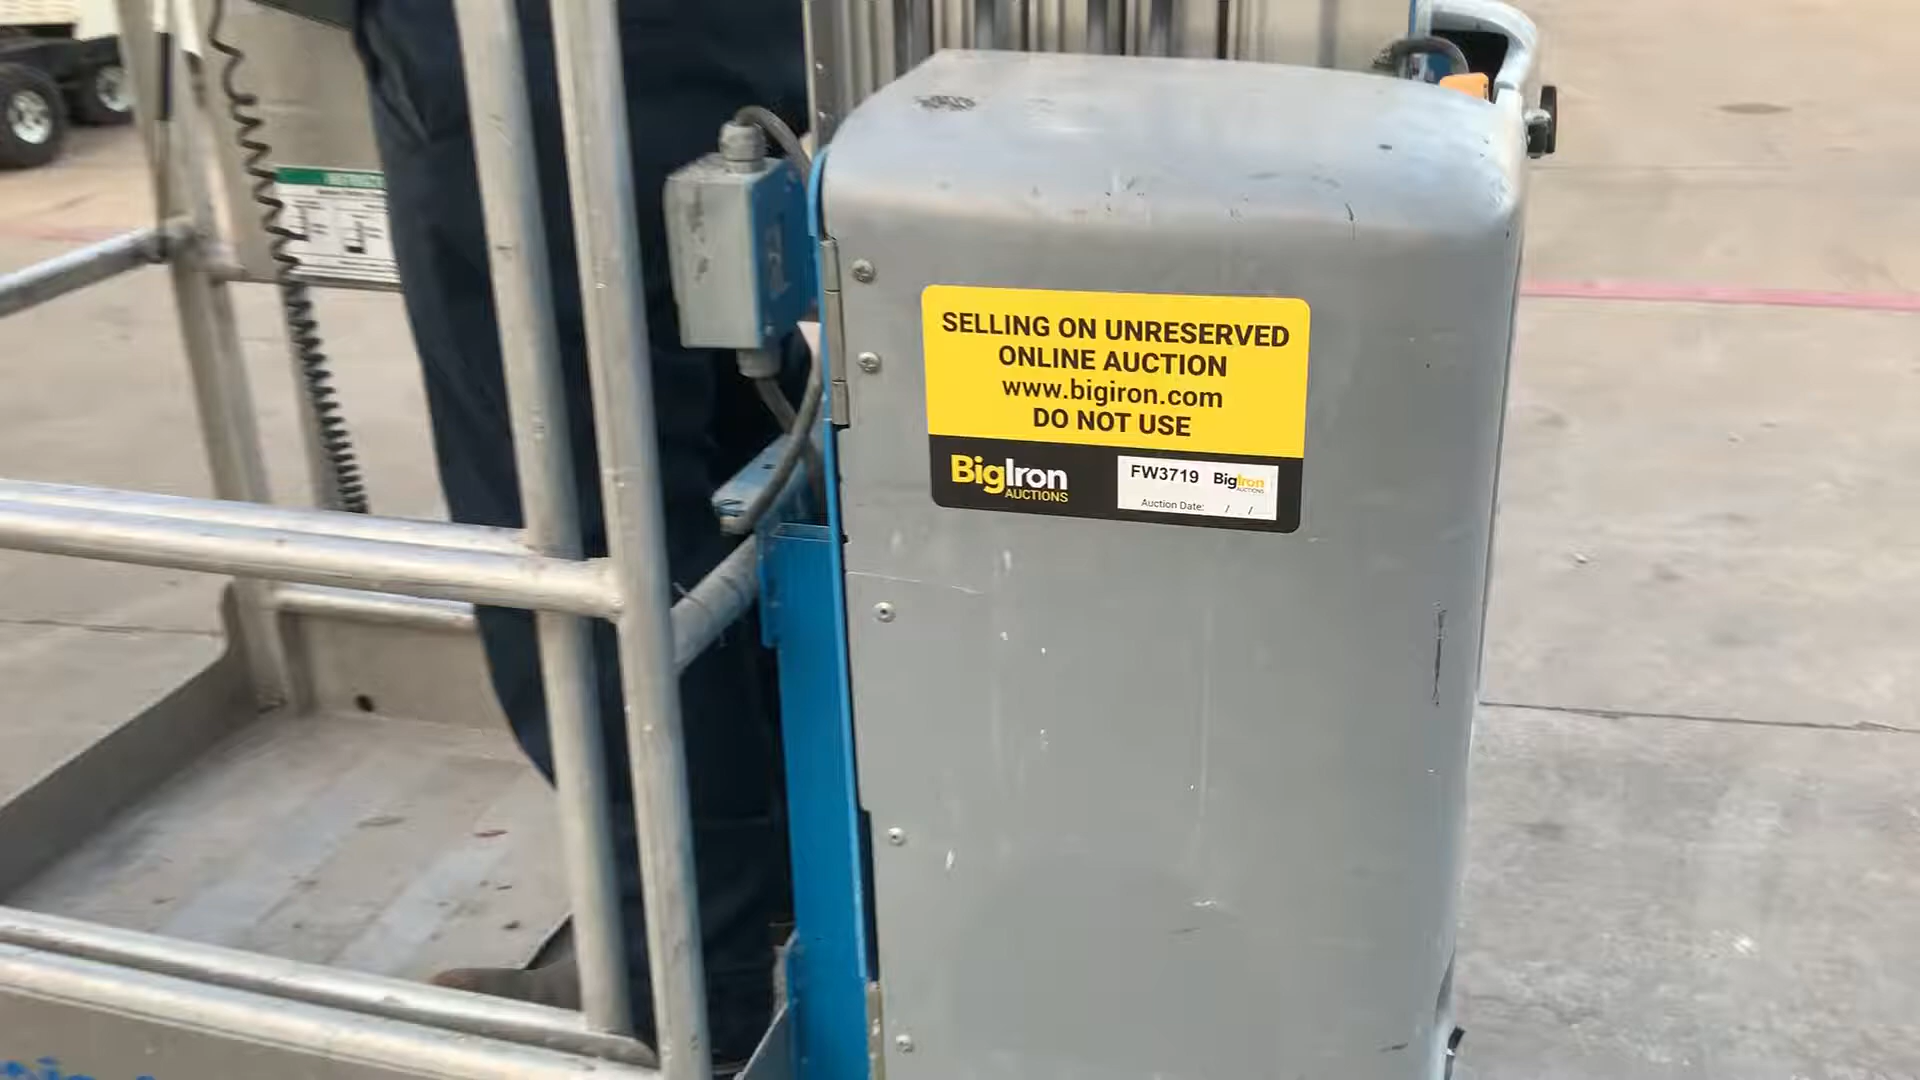 SELLING ON UNRESERVED
ONLINE AUCTION
www.bigiron.com
DO NOT USE
BigIron
AUCTIONS
FW3719 BigIron
AUCTIONS
Auction Date: / /